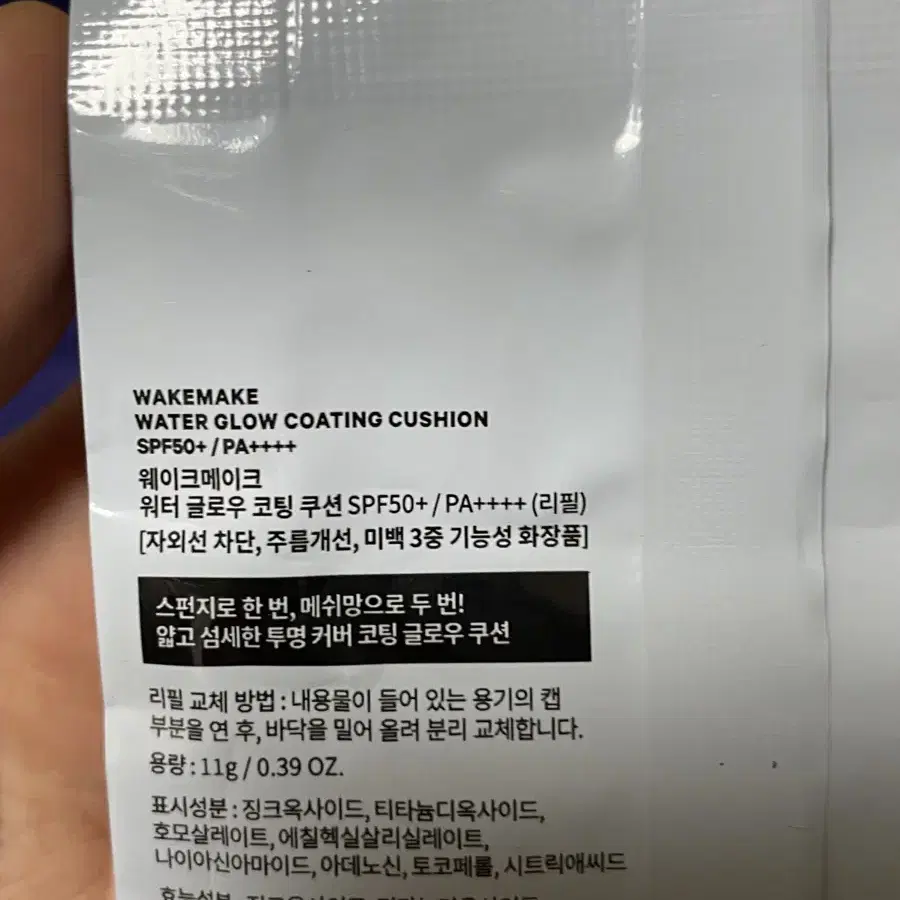 WAKEMAKE
WATER GLOW COATING CUSHION
SPF50+ / PA++++
웨이크메이크
워터 글로우 코팅 쿠션 SPF50+ / PA++++ (리필)
[자외선 차단, 주름개선, 미백 3중 기능성 화장품]
스펀지로 한 번, 메쉬망으로 두 번!
얇고 섬세한 투명 커버 코팅 글로우 쿠션
리필 교체 방법 : 내용물이 들어 있는 용기의 캡
부분을 연 후, 바닥을 밀어 올려 분리 교체합니다.
용량 : 11g / 0.39 OZ.
표시성분 : 징크옥사이드, 티타늄디옥사이드,
호모살레이트, 에칠헥실살리실레이트,
나이아신아마이드, 아데노신, 토코페롤, 시트릭애씨드